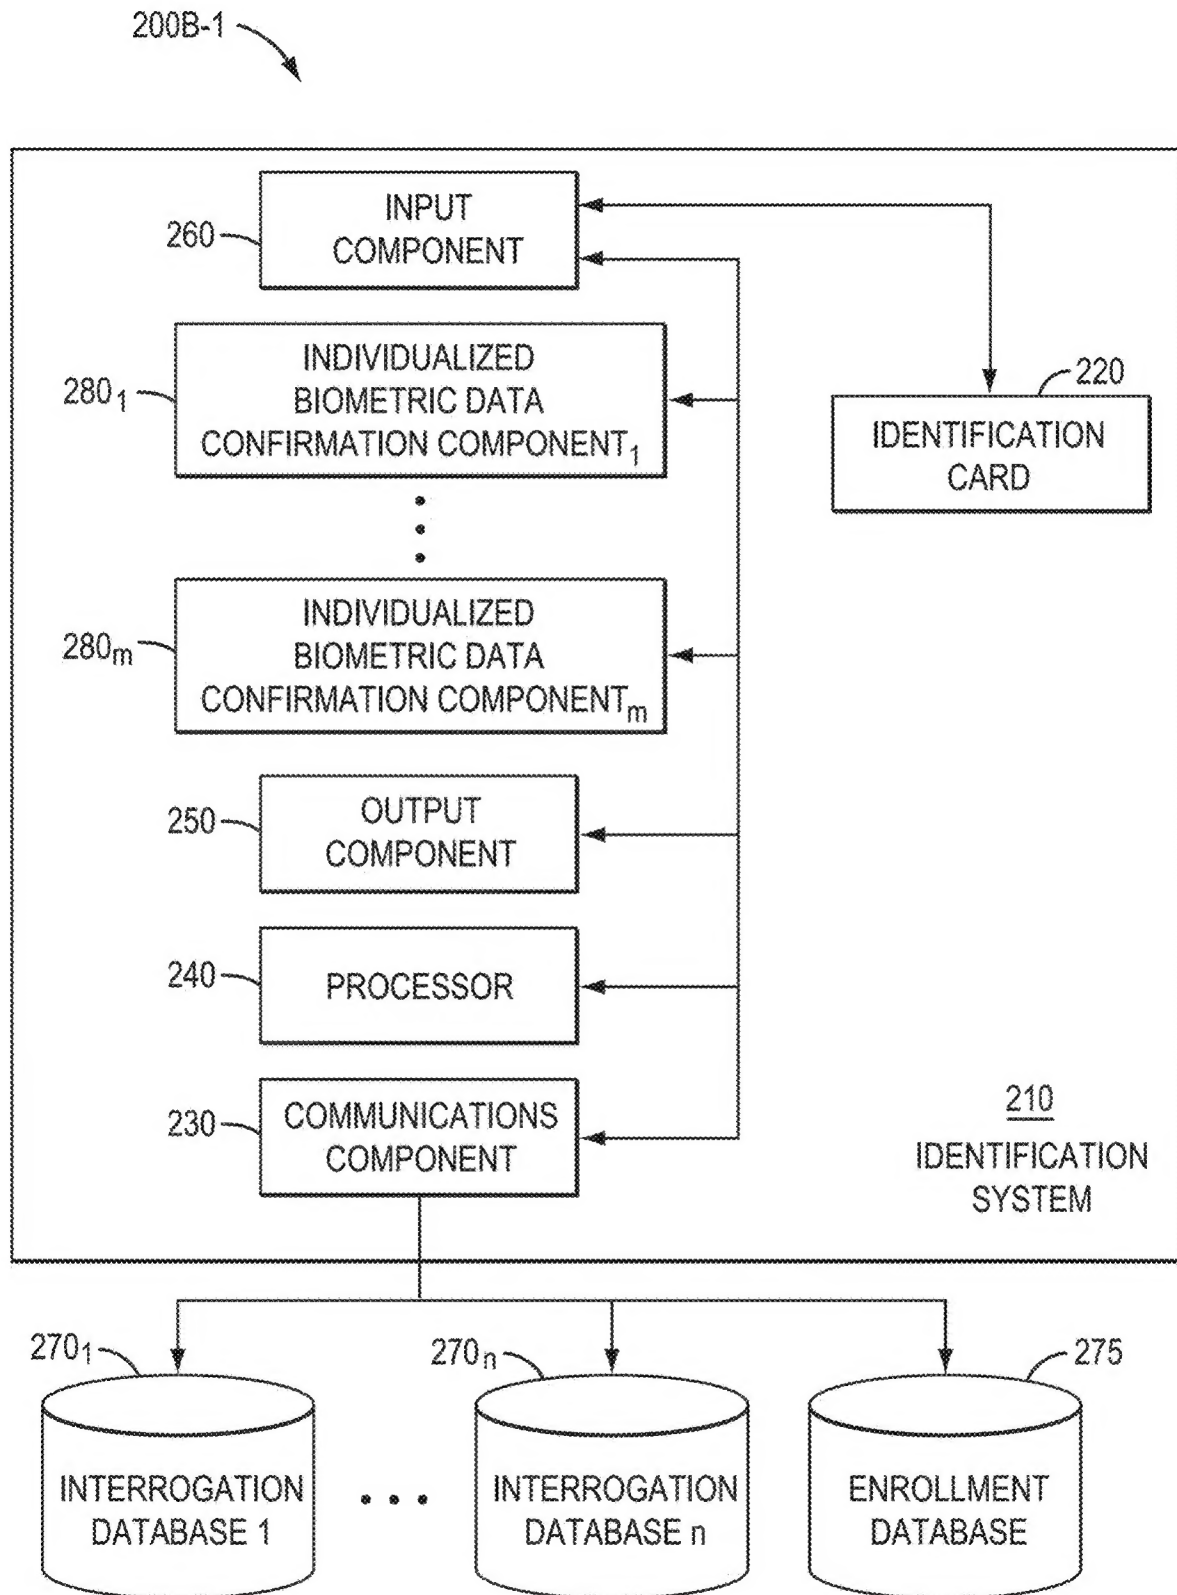 200B-1
INPUT
COMPONENT
260
INDIVIDUALIZED
BIOMETRIC DATA
CONFIRMATION COMPONENT₁
280₁
220
IDENTIFICATION
CARD
INDIVIDUALIZED
BIOMETRIC DATA
CONFIRMATION COMPONENTₘ
280ₘ
OUTPUT
COMPONENT
250
240
PROCESSOR
COMMUNICATIONS
COMPONENT
230
210
IDENTIFICATION
SYSTEM
270₁
270ₙ
275
INTERROGATION
DATABASE 1
INTERROGATION
DATABASE n
ENROLLMENT
DATABASE